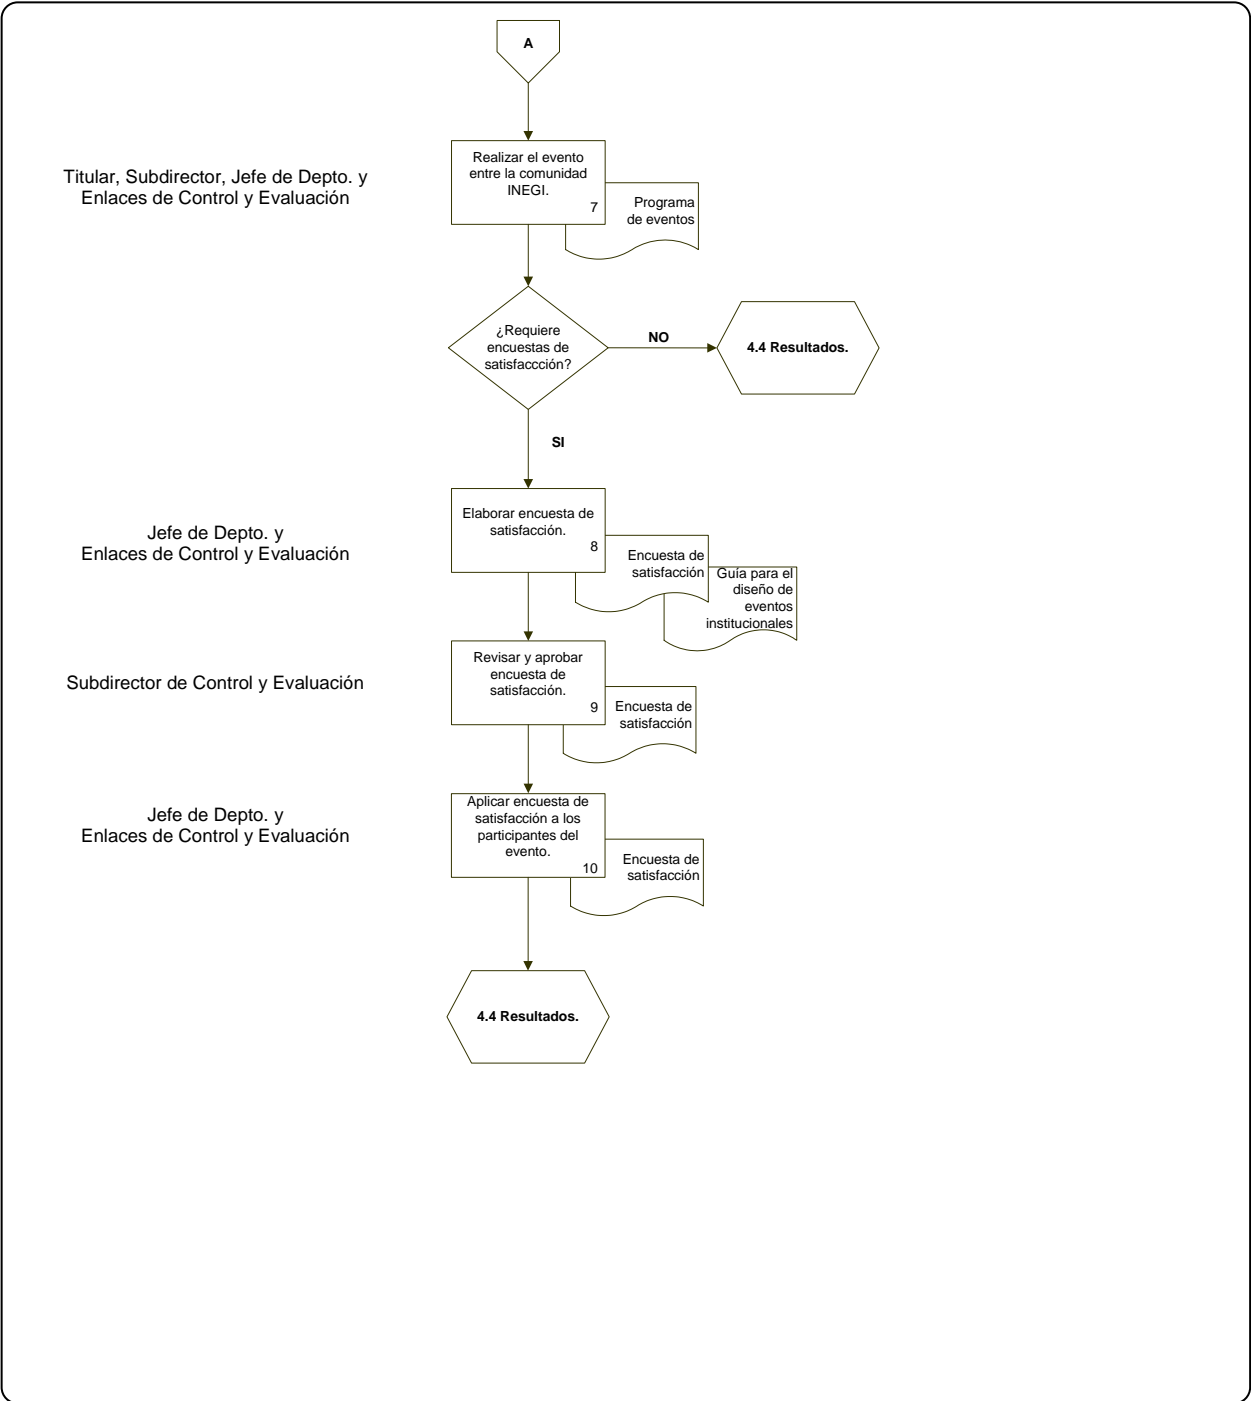 A
Titular, Subdirector, Jefe de Depto. y
Enlaces de Control y Evaluación
Realizar el evento
entre la comunidad
INEGI.
7
Programa
de eventos
¿Requiere
encuestas de
satisfaccción?
NO
4.4 Resultados.
SI
Jefe de Depto. y
Enlaces de Control y Evaluación
Elaborar encuesta de
satisfacción.
8
Encuesta de
satisfacción
Guía para el
diseño de
eventos
institucionales
Subdirector de Control y Evaluación
Revisar y aprobar
encuesta de
satisfacción.
9
Encuesta de
satisfacción
Jefe de Depto. y
Enlaces de Control y Evaluación
Aplicar encuesta de
satisfacción a los
participantes del
evento.
10
Encuesta de
satisfacción
4.4 Resultados.